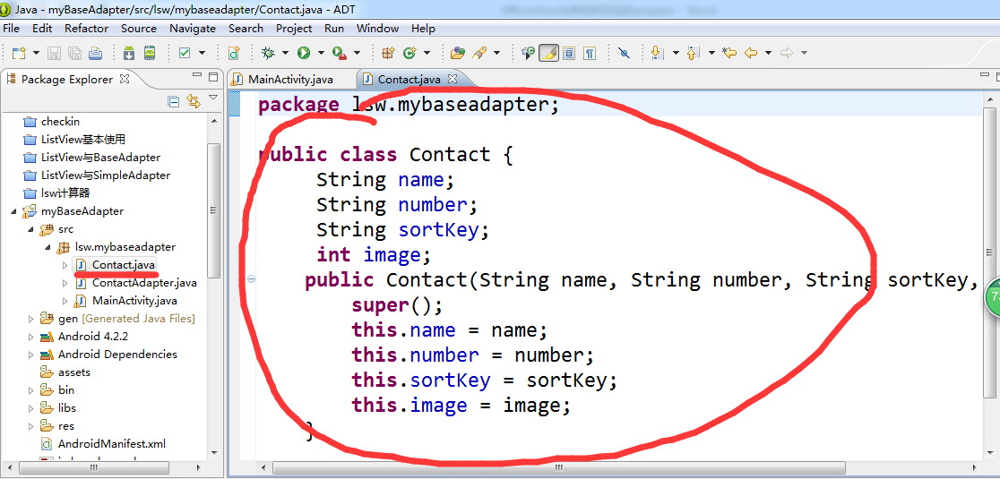 Java - myBaseAdapter/src/lsw/mybaseadapter/Contact.java - ADT
File Edit Refactor Source Navigate Search Project Run Window Help
Package Explorer
MainActivity.java
Contact.java
checkin
ListView基本使用
ListView与BaseAdapter
ListView与SimpleAdapter
lsw计算器
myBaseAdapter
src
lsw.mybaseadapter
Contact.java
ContactAdapter.java
MainActivity.java
gen [Generated Java Files]
Android 4.2.2
Android Dependencies
assets
bin
libs
res
AndroidManifest.xml
package lsw.mybaseadapter;
public class Contact {
String name;
String number;
String sortKey;
int image;
public Contact(String name, String number, String sortKey,
super();
this.name = name;
this.number = number;
this.sortKey = sortKey;
this.image = image;
}